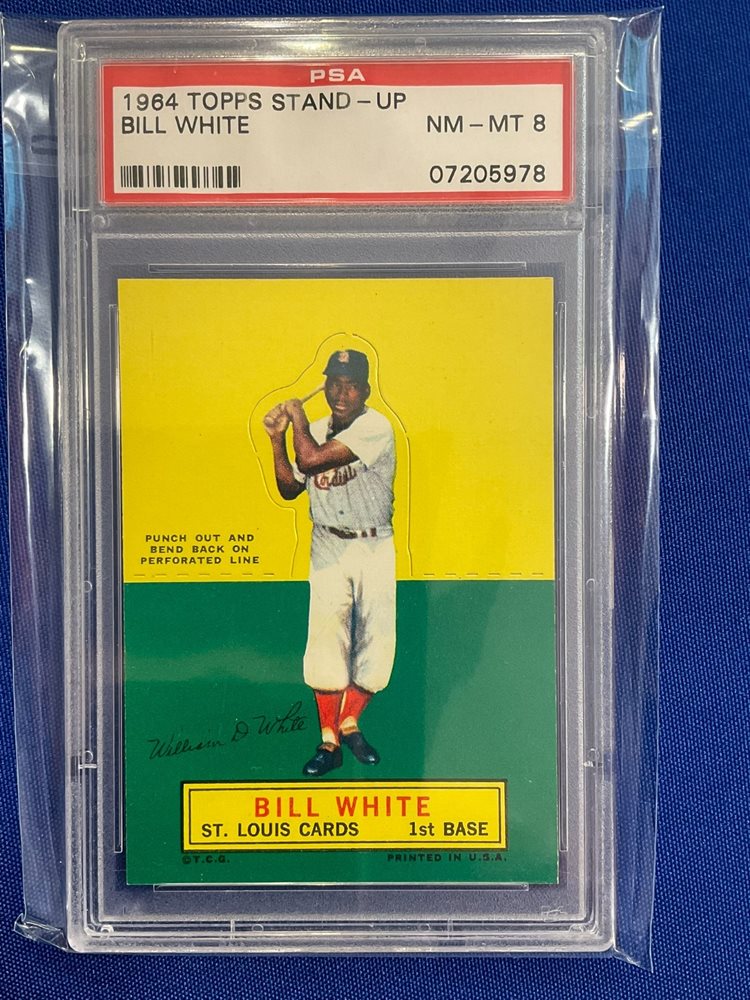 PSA
1964 TOPPS STAND-UP
BILL WHITE NM-MT 8
07205978
Cardinals
PUNCH OUT AND
BEND BACK ON
PERFORATED LINE
William D White
BILL WHITE
ST. LOUIS CARDS 1st BASE
©T.C.G. PRINTED IN U.S.A.